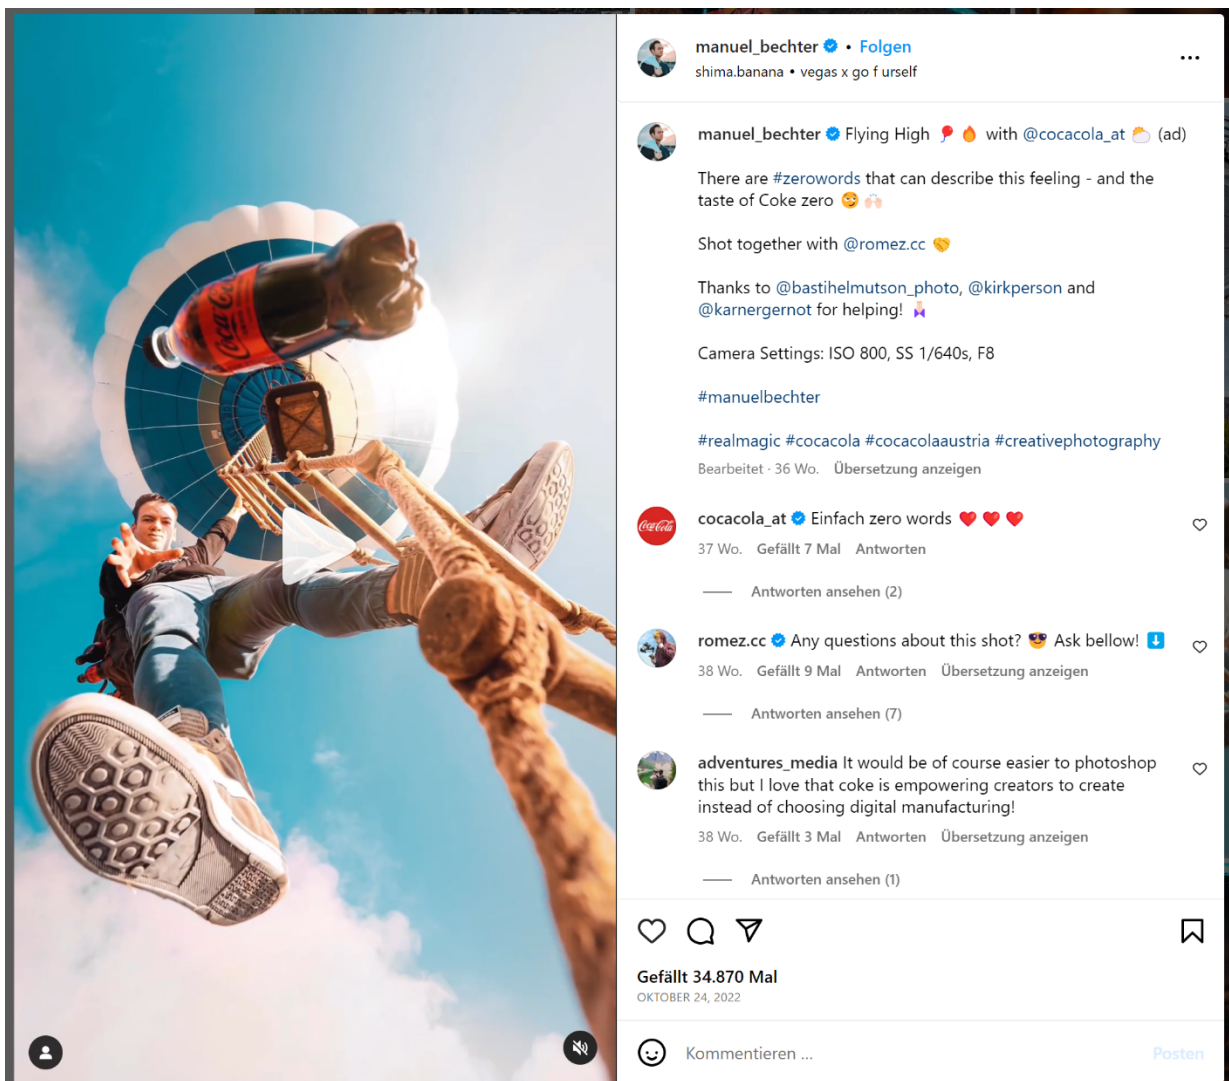 manuel_bechter • Folgen
shima.banana • vegas x go f urself
manuel_bechter Flying High 🎈 🔥 with @cocacola_at ⛅ (ad)
There are #zerowords that can describe this feeling - and the
taste of Coke zero 😏 🙌🏻
Shot together with @romez.cc 🤝
Thanks to @bastihelmutson_photo, @kirkperson and
@karnergernot for helping! 🙏🏻
Camera Settings: ISO 800, SS 1/640s, F8
#manuelbechter
#realmagic #cocacola #cocacolaaustria #creativephotography
Bearbeitet · 36 Wo. Übersetzung anzeigen
Coca-Cola
cocacola_at Einfach zero words ❤️ ❤️ ❤️
37 Wo. Gefällt 7 Mal Antworten
Antworten ansehen (2)
romez.cc Any questions about this shot? 😎 Ask bellow! ⬇️
38 Wo. Gefällt 9 Mal Antworten Übersetzung anzeigen
Antworten ansehen (7)
adventures_media It would be of course easier to photoshop
this but I love that coke is empowering creators to create
instead of choosing digital manufacturing!
38 Wo. Gefällt 3 Mal Antworten Übersetzung anzeigen
Antworten ansehen (1)
Gefällt 34.870 Mal
OKTOBER 24, 2022
Kommentieren ...
Posten
Coca-Cola